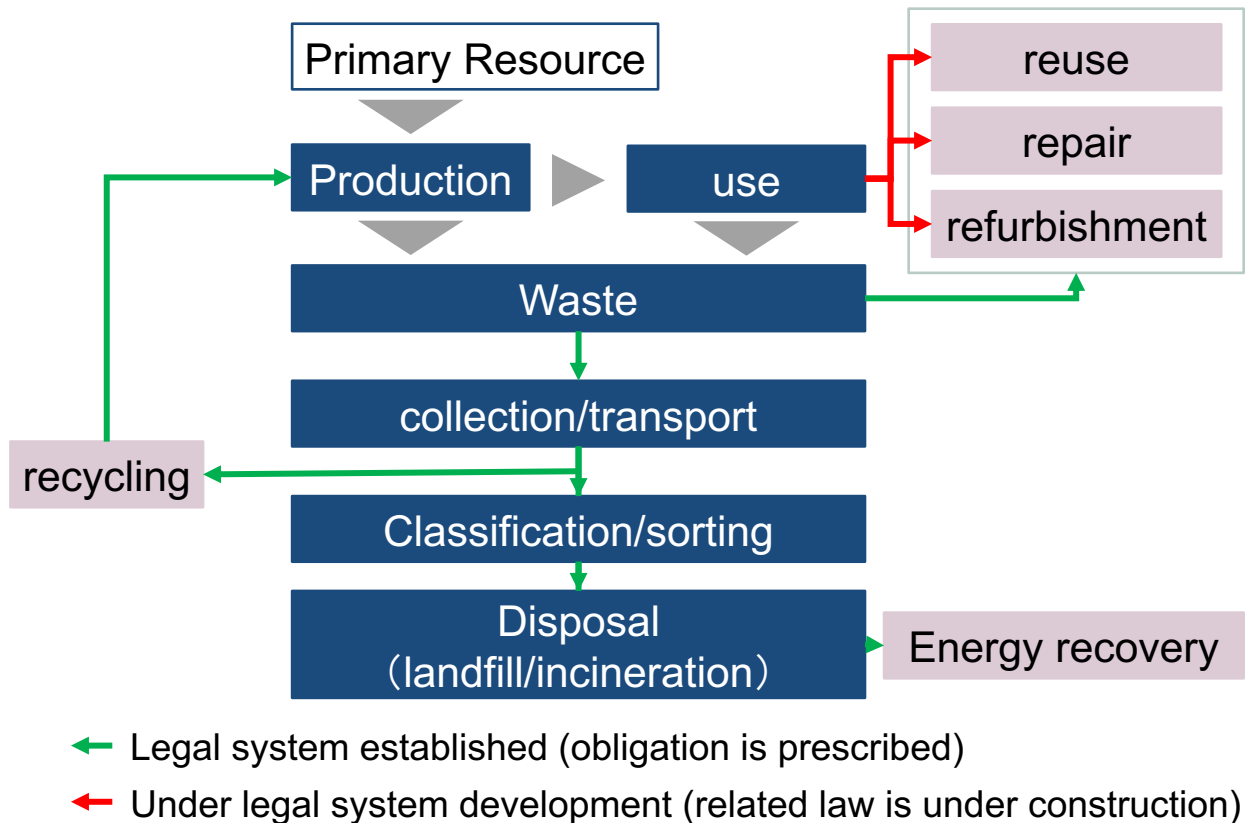 Primary Resource
reuse
repair
refurbishment
Production
use
Waste
collection/transport
recycling
Classification/sorting
Disposal
（landfill/incineration）
Energy recovery
Legal system established (obligation is prescribed)
Under legal system development (related law is under construction)